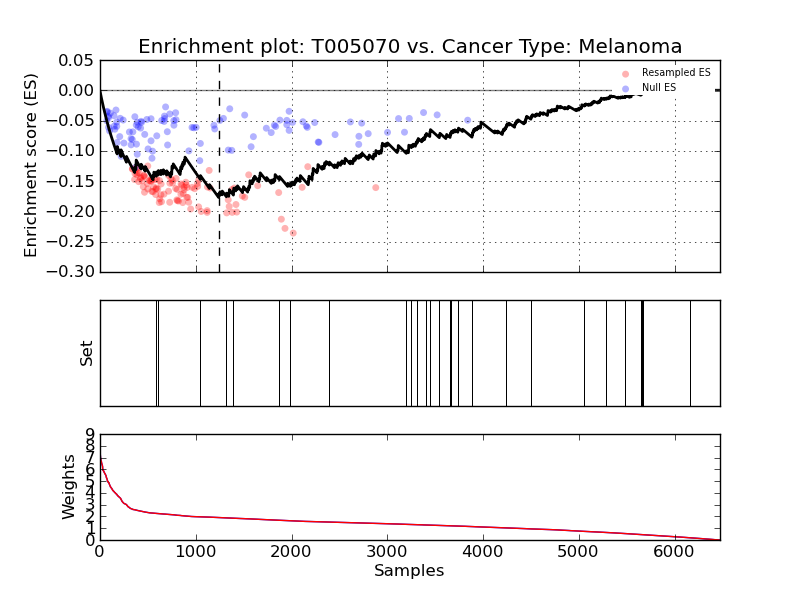 Enrichment plot: T005070 vs. Cancer Type: Melanoma
0.05
0.00
−0.05
−0.10
−0.15
−0.20
−0.25
−0.30
Enrichment score (ES)
Resampled ES
Null ES
Set
9
8
7
6
5
4
3
2
1
0
Weights
0 1000 2000 3000 4000 5000 6000
Samples